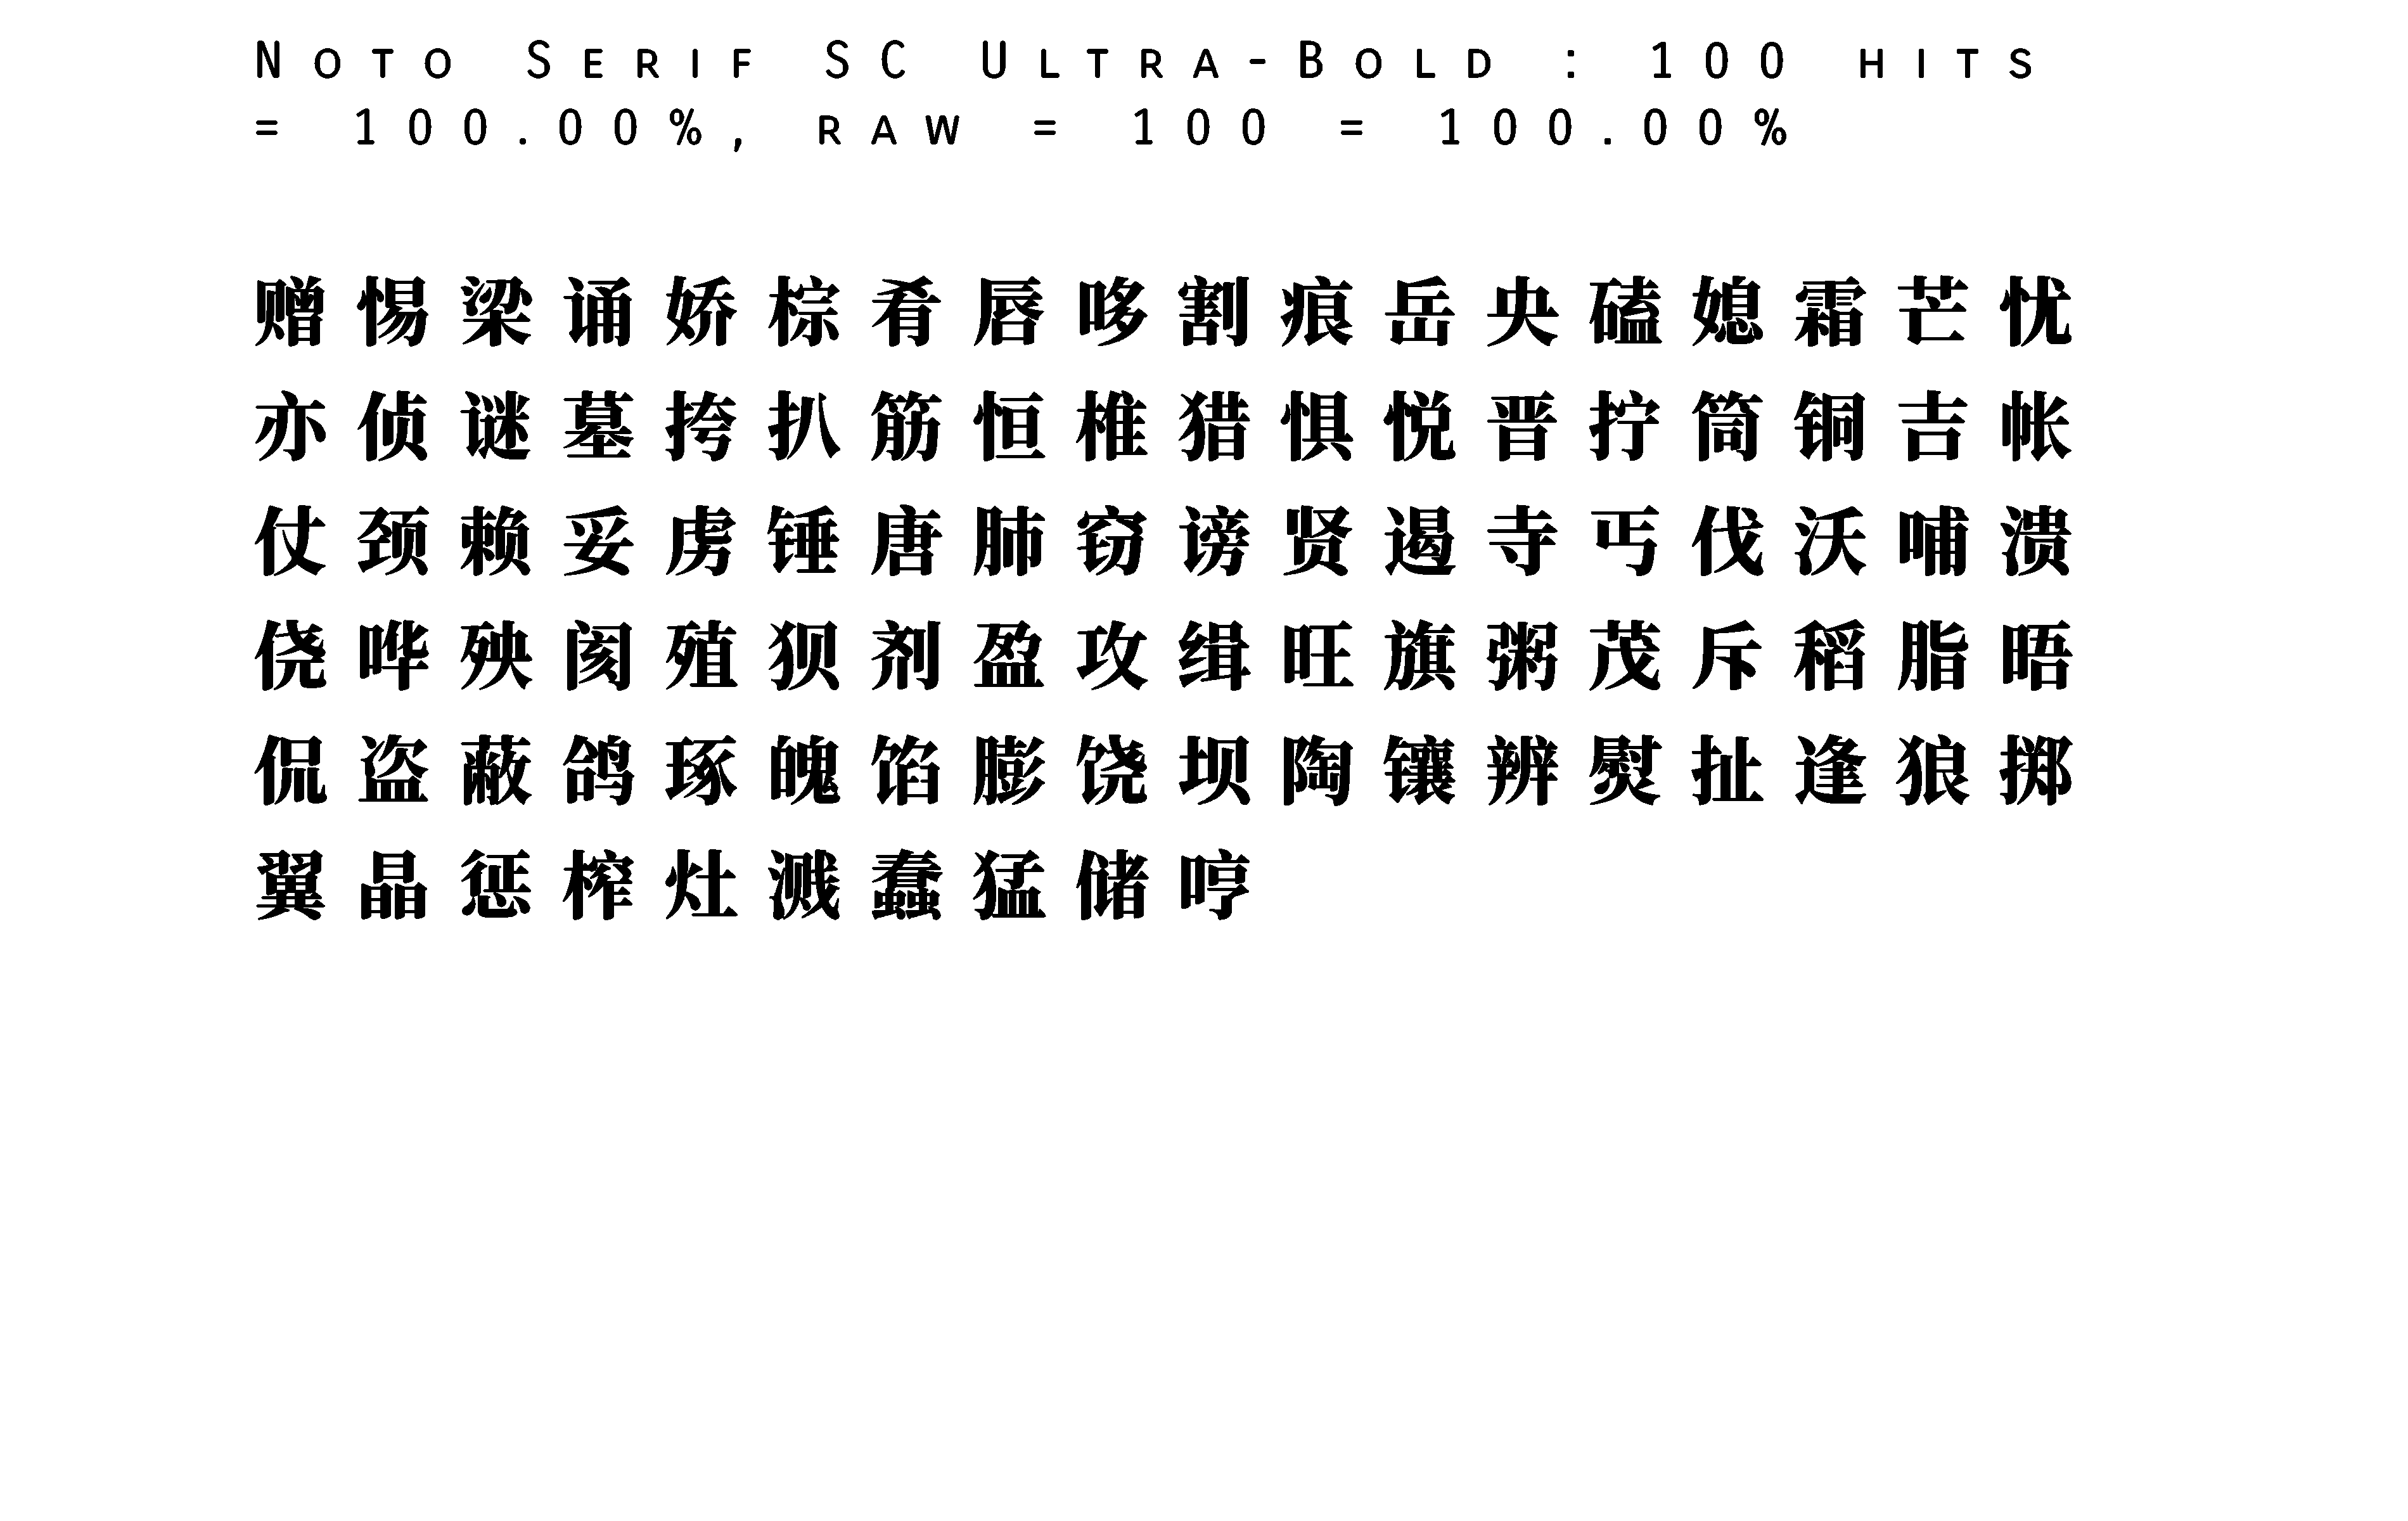 Noto Serif SC Ultra-Bold : 100 hits
= 100.00%, raw = 100 = 100.00%
赠惕梁诵娇棕肴唇哆割痕岳央磕媳霜芒忧
亦侦谜墓挎扒筋恒椎猎惧悦晋拧筒铜吉帐
仗颈赖妥虏锤唐肺窃谤贤遏寺丐伐沃哺溃
侥哗殃阂殖狈剂盈攻缉旺旗粥茂斥稻脂晤
侃盗蔽鸽琢魄馅膨饶坝陶镶辨熨扯逢狼掷
翼晶惩榨灶溅蠢猛储哼